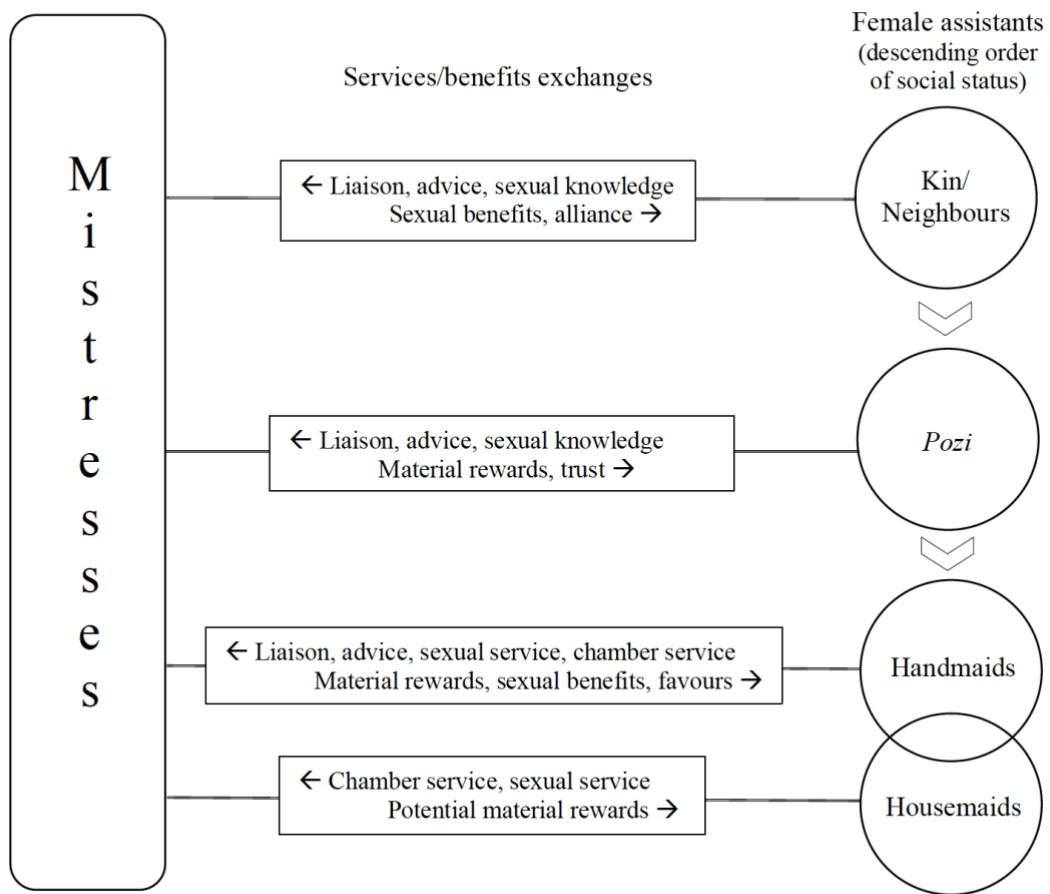 Female assistants
(descending order
of social status)
Services/benefits exchanges
Mistresses
← Liaison, advice, sexual knowledge
Sexual benefits, alliance →
Kin/
Neighbours
← Liaison, advice, sexual knowledge
Material rewards, trust →
Pozi
← Liaison, advice, sexual service, chamber service
Material rewards, sexual benefits, favours →
Handmaids
← Chamber service, sexual service
Potential material rewards →
Housemaids